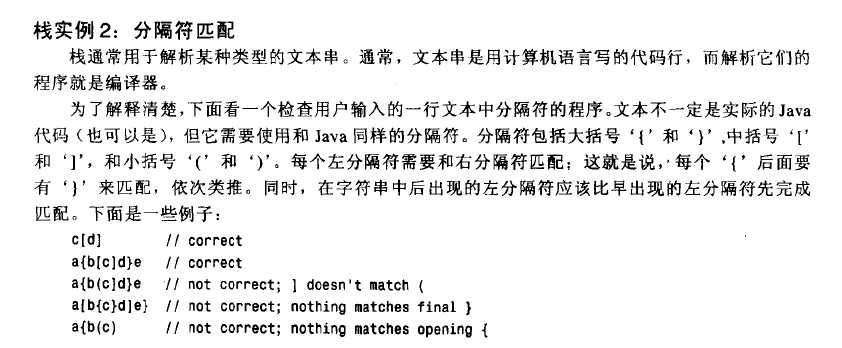 栈实例2：分隔符匹配
栈通常用于解析某种类型的文本串。通常，文本串是用计算机语言写的代码行，而解析它们的
程序就是编译器。
为了解释清楚，下面看一个检查用户输入的一行文本中分隔符的程序。文本不一定是实际的Java
代码（也可以是），但它需要使用和Java同样的分隔符。分隔符包括大括号‘{’和‘}’，中括号‘[’
和‘]’，和小括号‘(’和‘)’。每个左分隔符需要和右分隔符匹配；这就是说，每个‘{’后面要
有‘}’来匹配，依次类推。同时，在字符串中后出现的左分隔符应该比早出现的左分隔符先完成
匹配。下面是一些例子：
c[d] // correct
a{b[c]d}e // correct
a{b(c]d}e // not correct; ] doesn't match (
a[b{c}d]e} // not correct; nothing matches final }
a{b(c) // not correct; nothing matches opening {